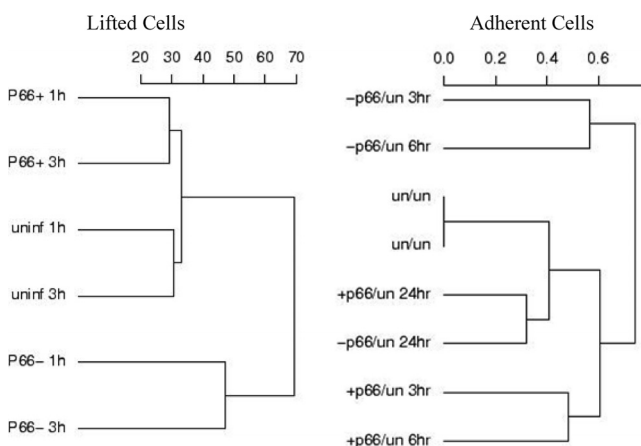 Lifted Cells
20 30 40 50 60 70
P66+ 1h
P66+ 3h
uninf 1h
uninf 3h
P66− 1h
P66− 3h
Adherent Cells
0.0 0.2 0.4 0.6
−p66/un 3hr
−p66/un 6hr
un/un
un/un
+p66/un 24hr
−p66/un 24hr
+p66/un 3hr
+p66/un 6hr